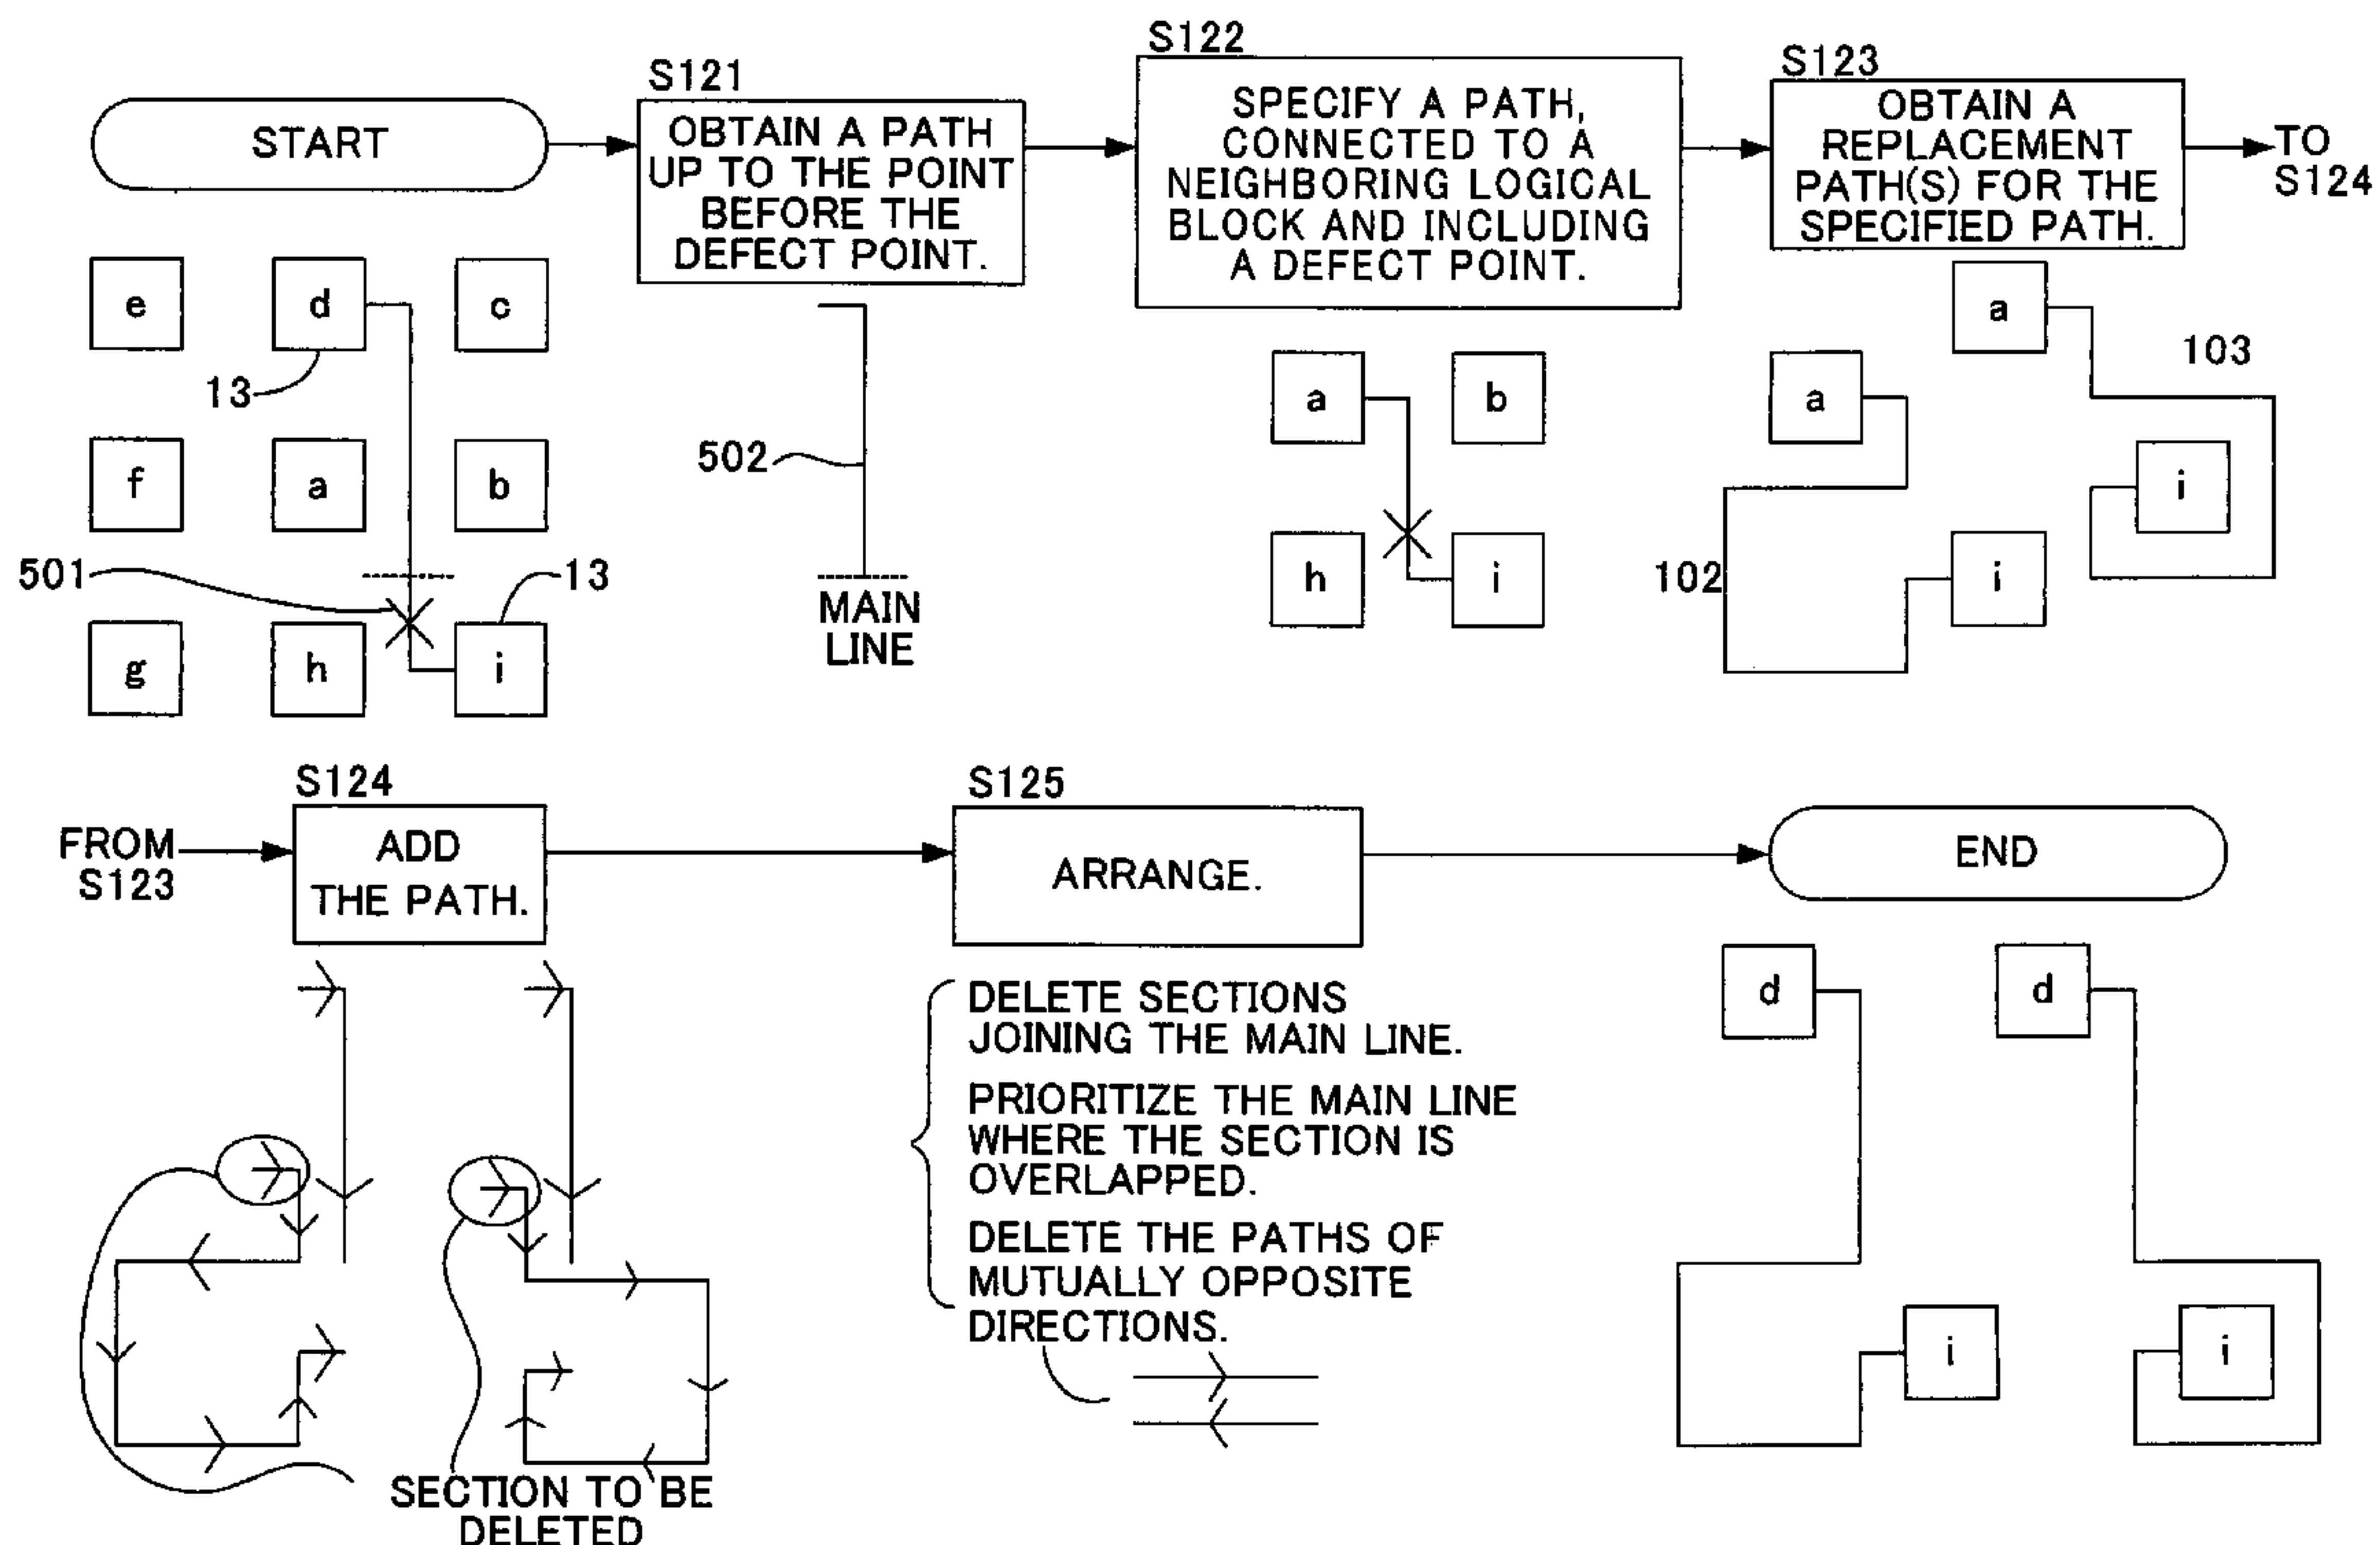 S121
S122
S123
START
OBTAIN A PATH
UP TO THE POINT
BEFORE THE
DEFECT POINT.
SPECIFY A PATH,
CONNECTED TO A
NEIGHBORING LOGICAL
BLOCK AND INCLUDING
A DEFECT POINT.
OBTAIN A
REPLACEMENT
PATH(S) FOR THE
SPECIFIED PATH.
TO
S124
e
d
c
13
f
a
b
501
13
g
h
i
502
MAIN
LINE
a
b
h
i
a
103
a
i
102
i
S124
S125
FROM
S123
ADD
THE PATH.
ARRANGE.
END
SECTION TO BE
DELETED
DELETE SECTIONS
JOINING THE MAIN LINE.
PRIORITIZE THE MAIN LINE
WHERE THE SECTION IS
OVERLAPPED.
DELETE THE PATHS OF
MUTUALLY OPPOSITE
DIRECTIONS.
d
d
i
i